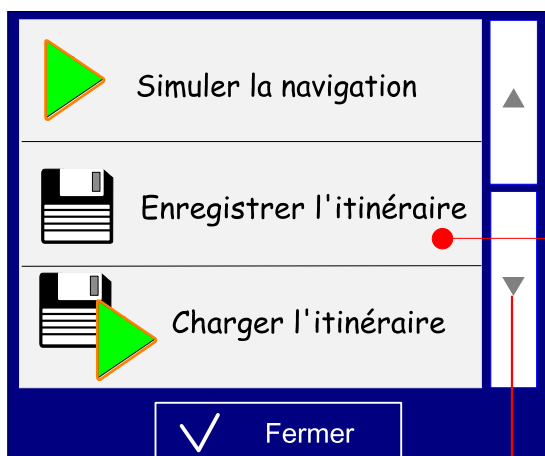 Simuler la navigation
Enregistrer l'itinéraire
Charger l'itinéraire
Fermer